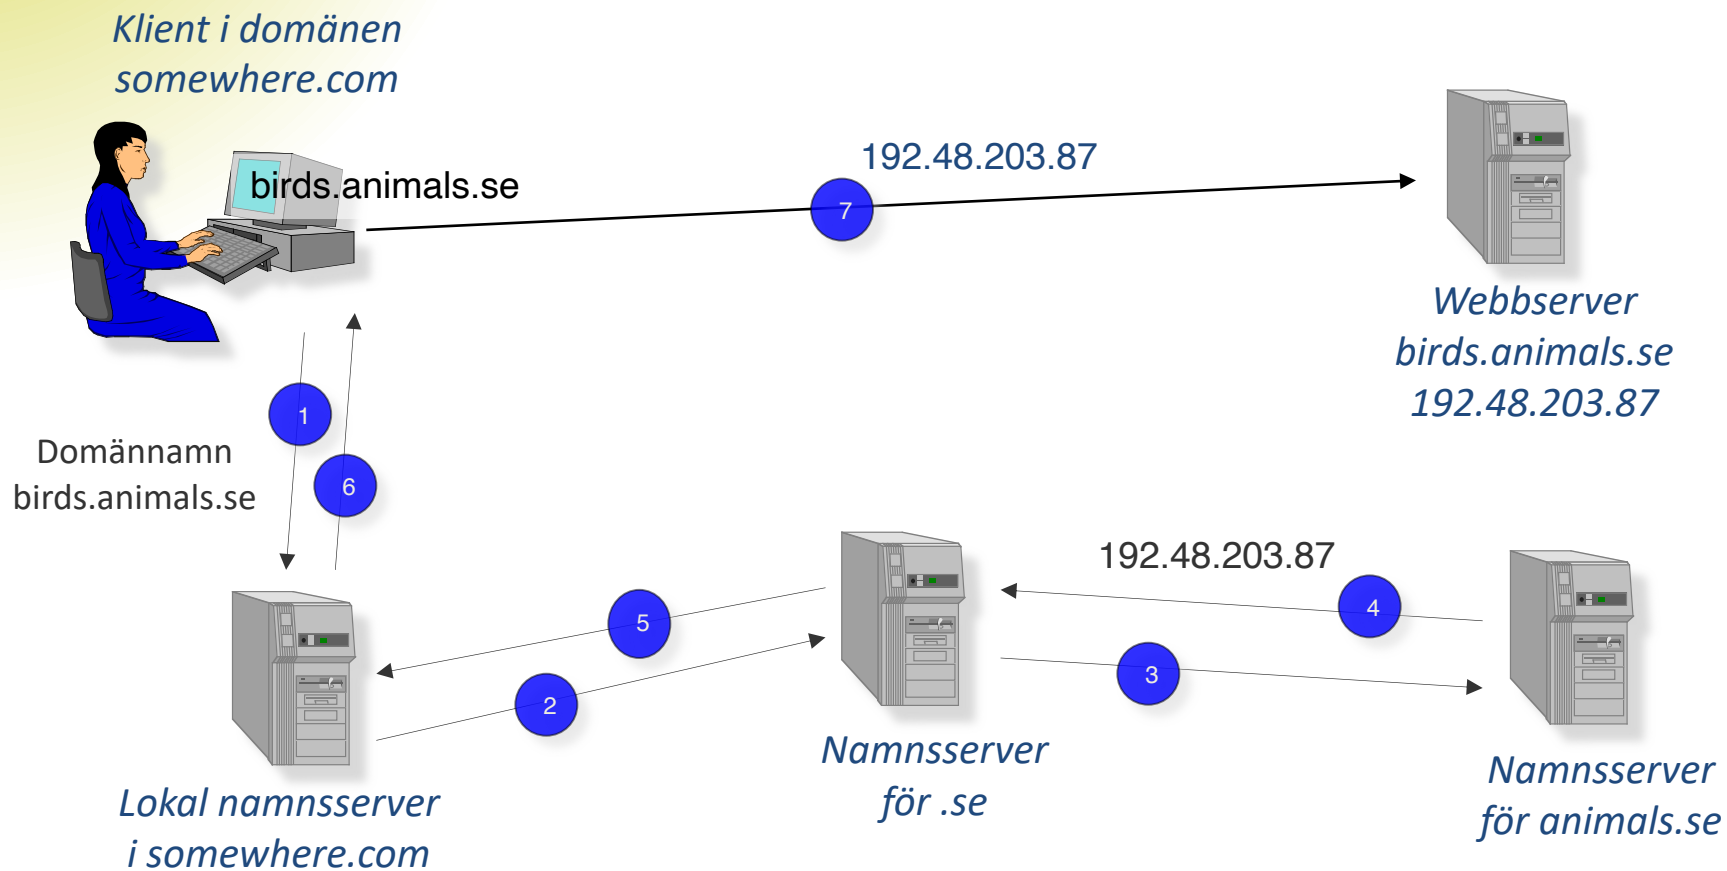 Klient i domänen
somewhere.com
birds.animals.se
192.48.203.87
7
Webbserver
birds.animals.se
192.48.203.87
1
Domännamn
birds.animals.se
6
192.48.203.87
4
5
3
2
Namnsserver
för .se
Namnsserver
för animals.se
Lokal namnsserver
i somewhere.com